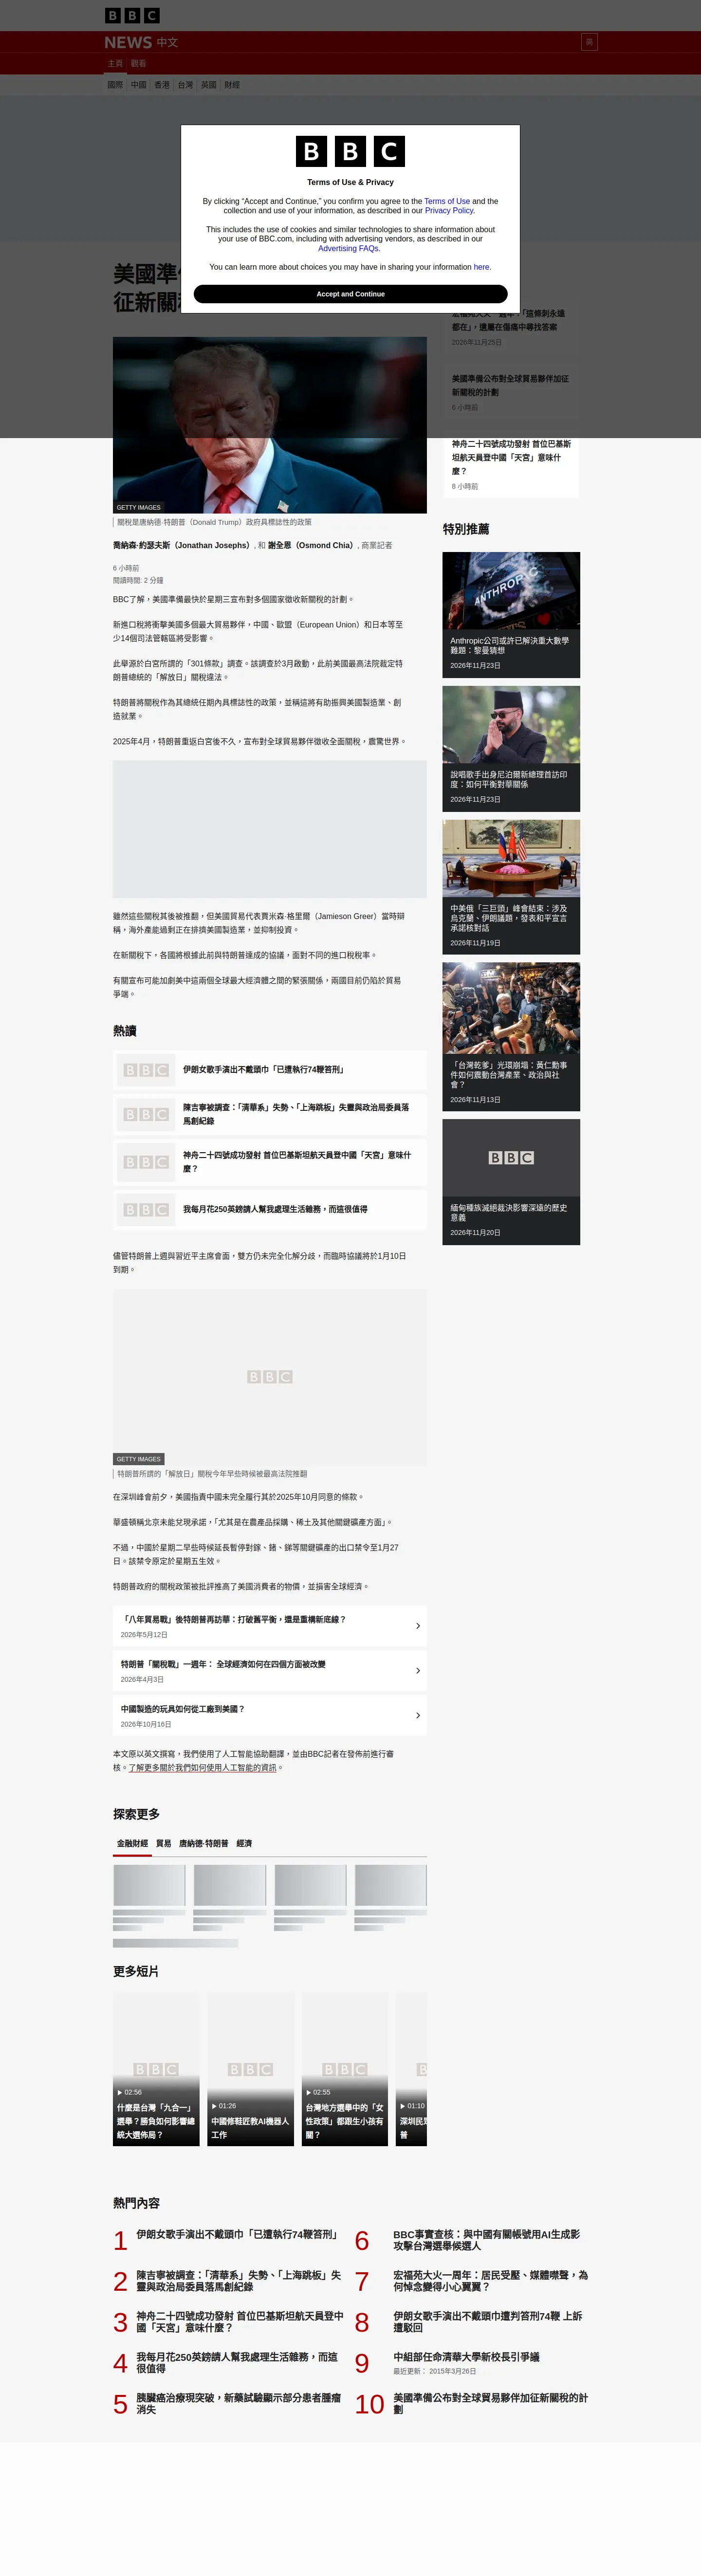 BBC
NEWS 中文
简
主頁
觀看
國際
中國
香港
台灣
英國
財經
BBC
Terms of Use & Privacy
By clicking “Accept and Continue,” you confirm you agree to the Terms of Use and the
collection and use of your information, as described in our Privacy Policy.
This includes the use of cookies and similar technologies to share information about
your use of BBC.com, including with advertising vendors, as described in our
Advertising FAQs.
You can learn more about choices you may have in sharing your information here.
Accept and Continue
美國準
征新關
GETTY IMAGES
關稅是唐納德·特朗普（Donald Trump）政府具標誌性的政策
喬納森·約瑟夫斯（Jonathan Josephs）, 和 謝全恩（Osmond Chia）, 商業記者
6 小時前
閱讀時間: 2 分鐘
BBC了解，美國準備最快於星期三宣布對多個國家徵收新關稅的計劃。
新進口稅將衝擊美國多個最大貿易夥伴，中國、歐盟（European Union）和日本等至
少14個司法管轄區將受影響。
此舉源於白宮所謂的「301條款」調查。該調查於3月啟動，此前美國最高法院裁定特
朗普總統的「解放日」關稅違法。
特朗普將關稅作為其總統任期內具標誌性的政策，並稱這將有助振興美國製造業、創
造就業。
2025年4月，特朗普重返白宮後不久，宣布對全球貿易夥伴徵收全面關稅，震驚世界。
雖然這些關稅其後被推翻，但美國貿易代表賈米森·格里爾（Jamieson Greer）當時辯
稱，海外產能過剩正在排擠美國製造業，並抑制投資。
在新關稅下，各國將根據此前與特朗普達成的協議，面對不同的進口稅稅率。
有關宣布可能加劇美中這兩個全球最大經濟體之間的緊張關係，兩國目前仍陷於貿易
爭端。
熱讀
BBC
伊朗女歌手演出不戴頭巾「已遭執行74鞭笞刑」
BBC
陳吉寧被調查：「清華系」失勢、「上海跳板」失靈與政治局委員落
馬創紀錄
BBC
神舟二十四號成功發射 首位巴基斯坦航天員登中國「天宮」意味什
麼？
BBC
我每月花250英鎊請人幫我處理生活雜務，而這很值得
儘管特朗普上週與習近平主席會面，雙方仍未完全化解分歧，而臨時協議將於1月10日
到期。
BBC
GETTY IMAGES
特朗普所謂的「解放日」關稅今年早些時候被最高法院推翻
在深圳峰會前夕，美國指責中國未完全履行其於2025年10月同意的條款。
華盛頓稱北京未能兌現承諾，「尤其是在農產品採購、稀土及其他關鍵礦產方面」。
不過，中國於星期二早些時候延長暫停對鎵、鍺、銻等關鍵礦產的出口禁令至1月27
日。該禁令原定於星期五生效。
特朗普政府的關稅政策被批評推高了美國消費者的物價，並損害全球經濟。
「八年貿易戰」後特朗普再訪華：打破舊平衡，還是重構新底線？
2026年5月12日
特朗普「關稅戰」一週年： 全球經濟如何在四個方面被改變
2026年4月3日
中國製造的玩具如何從工廠到美國？
2026年10月16日
本文原以英文撰寫，我們使用了人工智能協助翻譯，並由BBC記者在發佈前進行審
核。了解更多關於我們如何使用人工智能的資訊。
宏福苑大火一週年：「這條刺永遠
都在」，遺屬在傷痛中尋找答案
2026年11月25日
美國準備公布對全球貿易夥伴加征
新關稅的計劃
6 小時前
神舟二十四號成功發射 首位巴基斯
坦航天員登中國「天宮」意味什
麼？
8 小時前
特別推薦
ANTHROPIC
Anthropic公司或許已解決重大數學
難題：黎曼猜想
2026年11月23日
說唱歌手出身尼泊爾新總理首訪印
度：如何平衡對華關係
2026年11月23日
中美俄「三巨頭」峰會結束：涉及
烏克蘭、伊朗議題，發表和平宣言
承諾核對話
2026年11月19日
「台灣乾爹」光環崩塌：黃仁勳事
件如何震動台灣產業、政治與社
會？
2026年11月13日
BBC
緬甸種族滅絕裁決影響深遠的歷史
意義
2026年11月20日
探索更多
金融財經
貿易
唐納德·特朗普
經濟
更多短片
BBC
02:56
什麼是台灣「九合一」
選舉？勝負如何影響總
統大選佈局？
BBC
01:26
中國修鞋匠教AI機器人
工作
BBC
02:55
台灣地方選舉中的「女
性政策」都跟生小孩有
關？
01:10
深圳民
普
熱門內容
1 伊朗女歌手演出不戴頭巾「已遭執行74鞭笞刑」
2 陳吉寧被調查：「清華系」失勢、「上海跳板」失
靈與政治局委員落馬創紀錄
3 神舟二十四號成功發射 首位巴基斯坦航天員登中
國「天宮」意味什麼？
4 我每月花250英鎊請人幫我處理生活雜務，而這
很值得
5 胰臟癌治療現突破，新藥試驗顯示部分患者腫瘤
消失
6 BBC事實查核：與中國有關帳號用AI生成影
攻擊台灣選舉候選人
7 宏福苑大火一周年：居民受壓、媒體噤聲，為
何悼念變得小心翼翼？
8 伊朗女歌手演出不戴頭巾遭判笞刑74鞭 上訴
遭駁回
9 中組部任命清華大學新校長引爭議
最近更新： 2015年3月26日
10 美國準備公布對全球貿易夥伴加征新關稅的計
劃